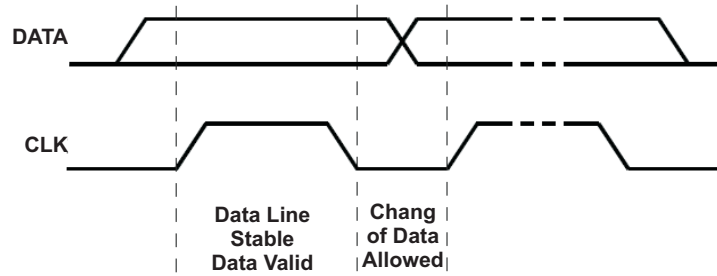 DATA
CLK
Data Line
Stable
Data Valid
Chang
of Data
Allowed